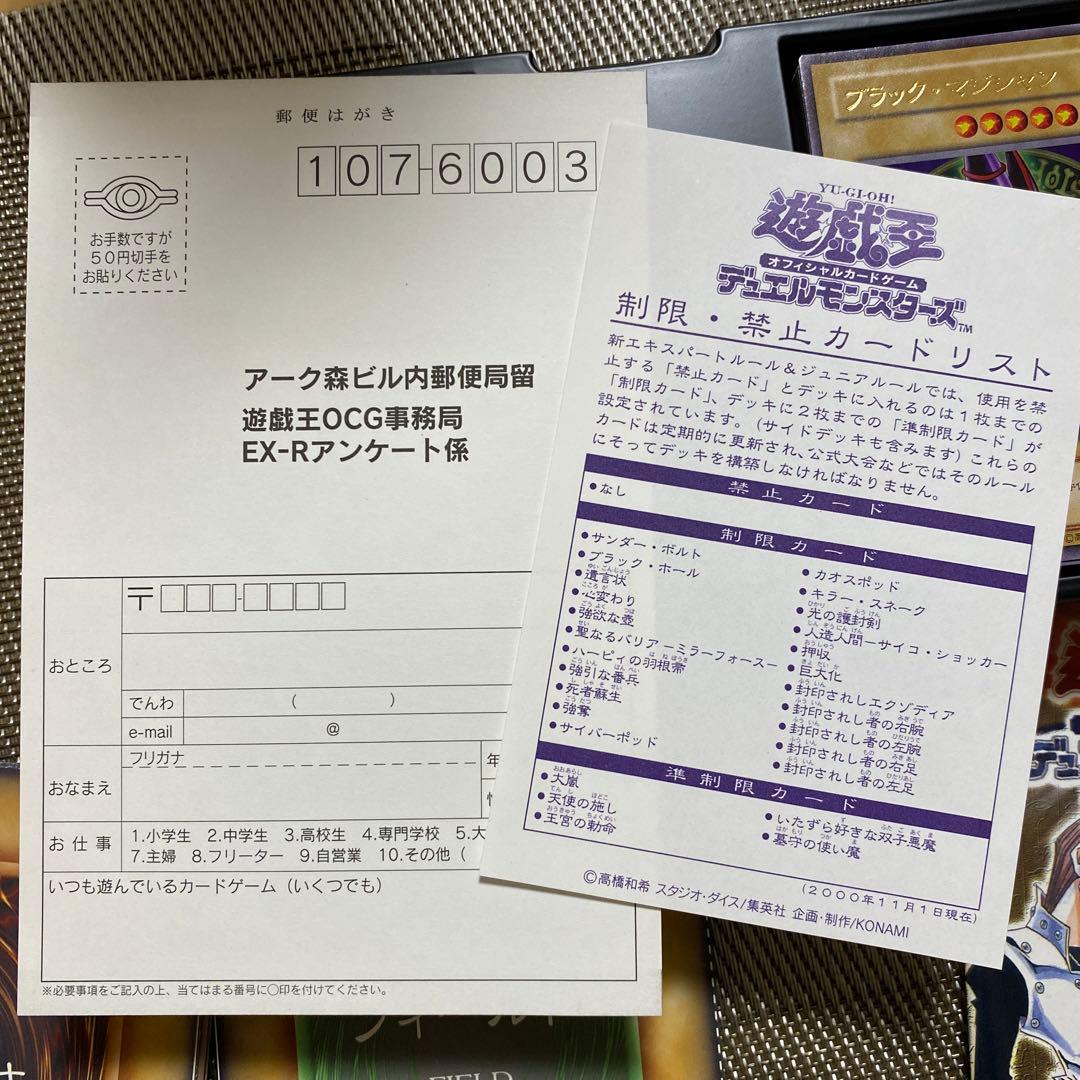 郵便はがき
107-6003
お手数ですが
50円切手を
お貼りください
アーク森ビル内郵便局留
遊戯王OCG事務局
EX-Rアンケート係
〒
おところ
でんわ ( )
e-mail @
フリガナ
年
おなまえ
お仕事
1.小学生 2.中学生 3.高校生 4.専門学校 5.大
7.主婦 8.フリーター 9.自営業 10.その他(
いつも遊んでいるカードゲーム(いくつでも)
※必要事項をご記入の上、当てはまる番号に○印を付けてください。
ブラック・マジシャン
YU-GI-OH!
遊戯王
オフィシャルカードゲーム
デュエルモンスターズ™
制限・禁止カードリスト
新エキスパートルール&ジュニアルールでは、使用を禁
止する「禁止カード」とデッキに入れるのは1枚までの
「制限カード」、デッキに2枚までの「準制限カード」が
設定されています。(サイドデッキも含みます)これらの
カードは定期的に更新され、公式大会などではそのルール
にそってデッキを構築しなければなりません。
禁止カード
●なし
制限カード
●サンダー・ボルト
●ブラック・ホール
●遺言状
●心変わり
●強欲な壺
●聖なるバリアーミラーフォースー
●ハーピィの羽根帚
●強引な番兵
●死者蘇生
●強奪
●サイバーポッド
●カオスポッド
●キラー・スネーク
●光の護封剣
●人造人間ーサイコ・ショッカー
●押収
●巨大化
●封印されしエクゾディア
●封印されし者の右腕
●封印されし者の左腕
●封印されし者の右足
●封印されし者の左足
準制限カード
●大嵐
●天使の施し
●王宮の勅命
●いたずら好きな双子悪魔
●墓守の使い魔
(2000年11月1日現在)
©高橋和希 スタジオ・ダイス/集英社 企画・制作/KONAMI
フィールド
FIELD